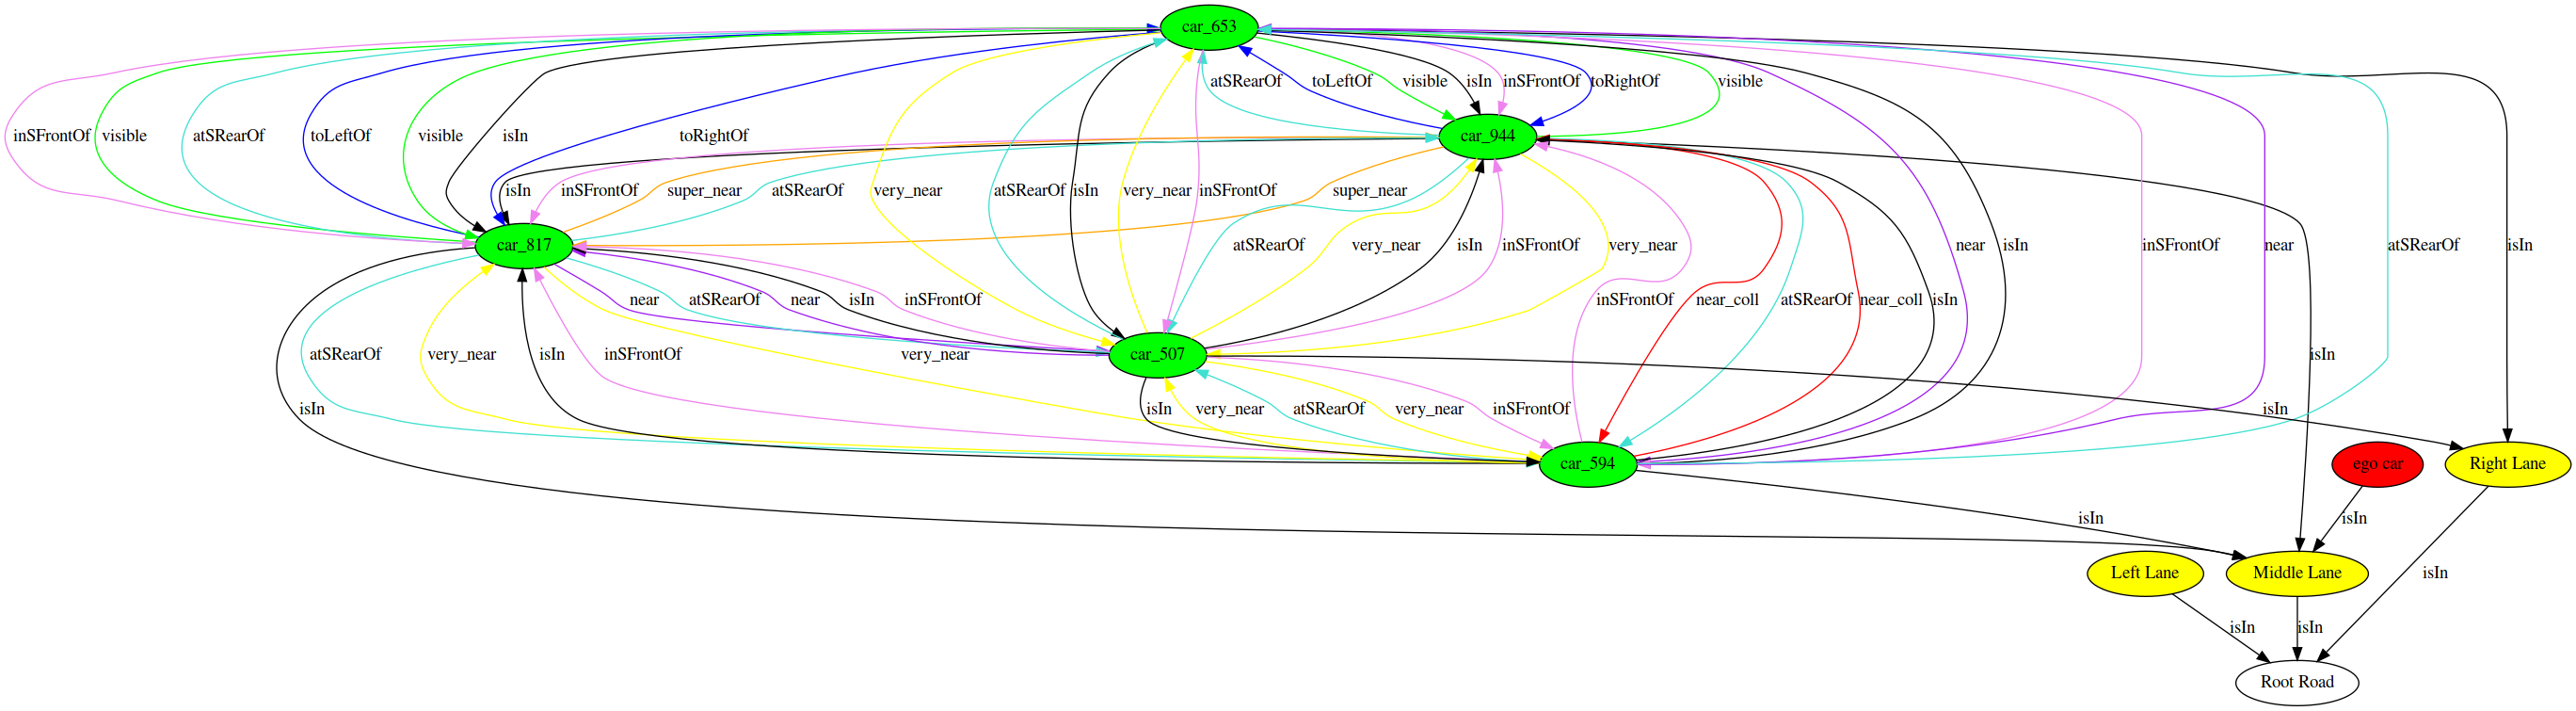 car_653
atSRearOf toLeftOf visible isIn inSFrontOf toRightOf visible
inSFrontOf visible atSRearOf toLeftOf visible isIn toRightOf car_944
isIn inSFrontOf super_near atSRearOf very_near atSRearOf isIn very_near inSFrontOf super_near
car_817 atSRearOf very_near isIn inSFrontOf very_near near isIn inSFrontOf near atSRearOf isIn
near atSRearOf near isIn inSFrontOf inSFrontOf near_coll atSRearOf near_coll isIn
atSRearOf very_near isIn inSFrontOf very_near car_507 isIn
isIn isIn very_near atSRearOf very_near inSFrontOf isIn
car_594 ego car Right Lane
isIn isIn
Left Lane Middle Lane isIn
isIn isIn
Root Road